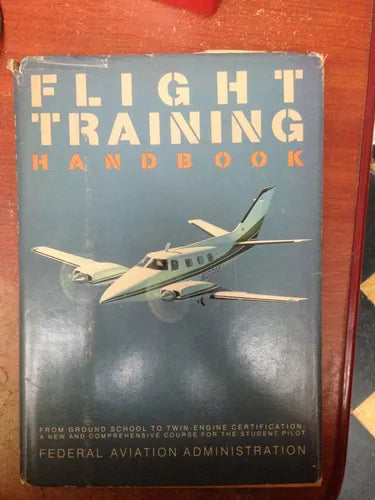 FLIGHT
TRAINING
HANDBOOK
FROM GROUND SCHOOL TO TWIN-ENGINE CERTIFICATION:
A NEW AND COMPREHENSIVE COURSE FOR THE STUDENT PILOT
FEDERAL AVIATION ADMINISTRATION